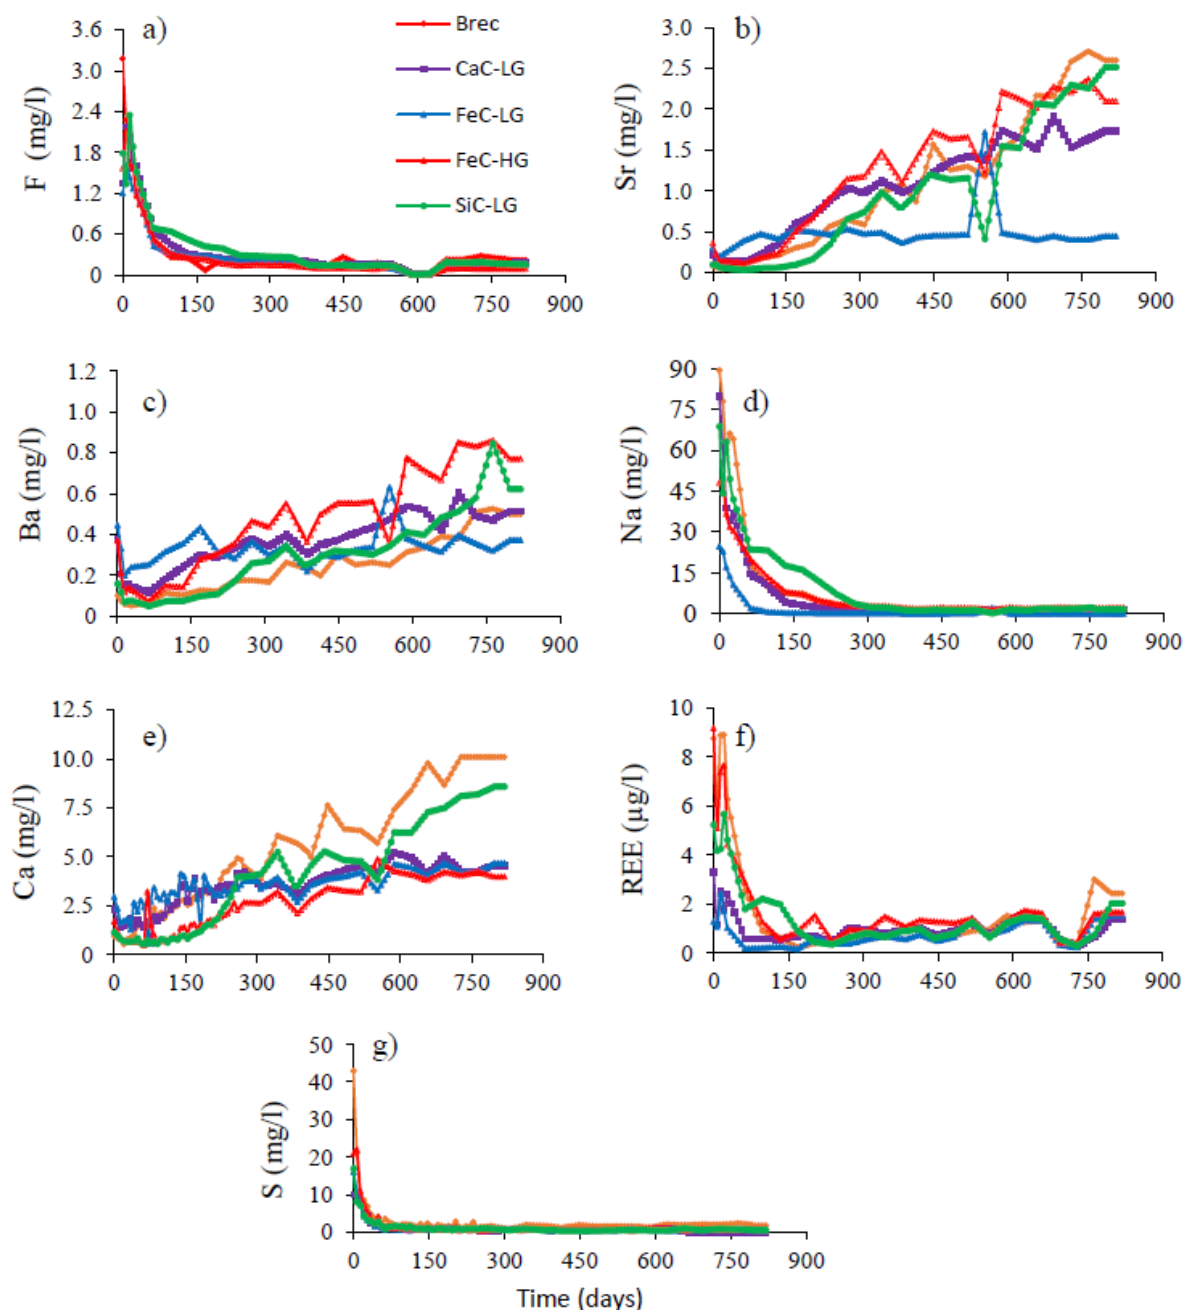 a)
F (mg/l)
3.6
3.0
2.4
1.8
1.2
0.6
0
0 150 300 450 600 750 900
Brec
CaC-LG
FeC-LG
FeC-HG
SiC-LG
b)
Sr (mg/l)
3.0
2.5
2.0
1.5
1.0
0.5
0
0 150 300 450 600 750 900
c)
Ba (mg/l)
1.2
1.0
0.8
0.6
0.4
0.2
0
0 150 300 450 600 750 900
d)
Na (mg/l)
90
75
60
45
30
15
0
0 150 300 450 600 750 900
e)
Ca (mg/l)
12.5
10.0
7.5
5.0
2.5
0
0 150 300 450 600 750 900
f)
REE (µg/l)
10
8
6
4
2
0
0 150 300 450 600 750 900
g)
S (mg/l)
50
40
30
20
10
0
0 150 300 450 600 750 900
Time (days)